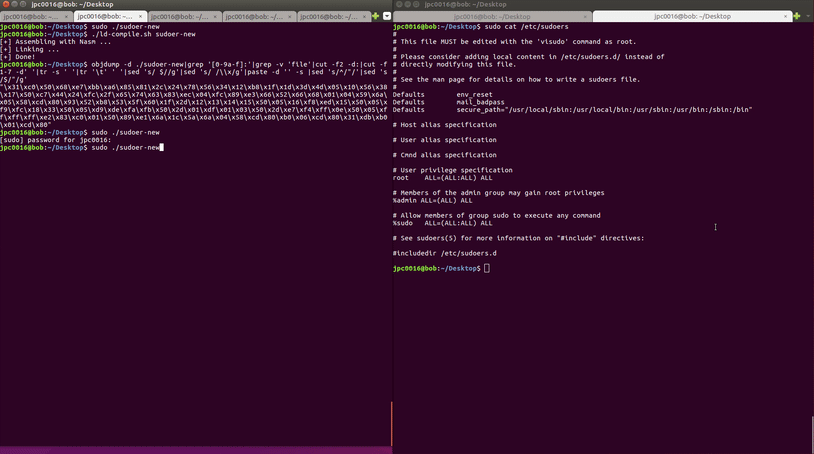 jpc0016@bob: ~/Desktop
jpc0016@bob: ~... × jpc0016@bob: ~... × jpc0016@bob: ~/... × jpc0016@bob: ~/... × jpc0016@bob: ~/... ×
jpc0016@bob:~/Desktop$ sudo ./sudoer-new
jpc0016@bob:~/Desktop$ ./ld-compile.sh sudoer-new
[+] Assembling with Nasm ...
[+] Linking ...
[+] Done!
jpc0016@bob:~/Desktop$ objdump -d ./sudoer-new|grep '[0-9a-f]:'|grep -v 'file'|cut -f2 -d:|cut -f
1-7 -d' '|tr -s ' '|tr '\t' ' '|sed 's/ $//g'|sed 's/ /\\x/g'|paste -d '' -s |sed 's/^/"/'|sed 's
/$/"/g'
jpc0016@bob:~/Desktop$ sudo ./sudoer-new
[sudo] password for jpc0016:
jpc0016@bob:~/Desktop$ sudo ./sudoer-new
jpc0016@bob: ~/Desktop
jpc0016@bob: ~/Desktop × jpc0016@bob: ~/Desktop ×
jpc0016@bob:~/Desktop$ sudo cat /etc/sudoers
#
# This file MUST be edited with the 'visudo' command as root.
#
# Please consider adding local content in /etc/sudoers.d/ instead of
# directly modifying this file.
#
# See the man page for details on how to write a sudoers file.
#
Defaults env_reset
Defaults mail_badpass
Defaults secure_path="/usr/local/sbin:/usr/local/bin:/usr/sbin:/usr/bin:/sbin:/bin"
# Host alias specification
# User alias specification
# Cmnd alias specification
# User privilege specification
root ALL=(ALL:ALL) ALL
# Members of the admin group may gain root privileges
%admin ALL=(ALL) ALL
# Allow members of group sudo to execute any command
%sudo ALL=(ALL:ALL) ALL
# See sudoers(5) for more information on "#include" directives:
#includedir /etc/sudoers.d
jpc0016@bob:~/Desktop$